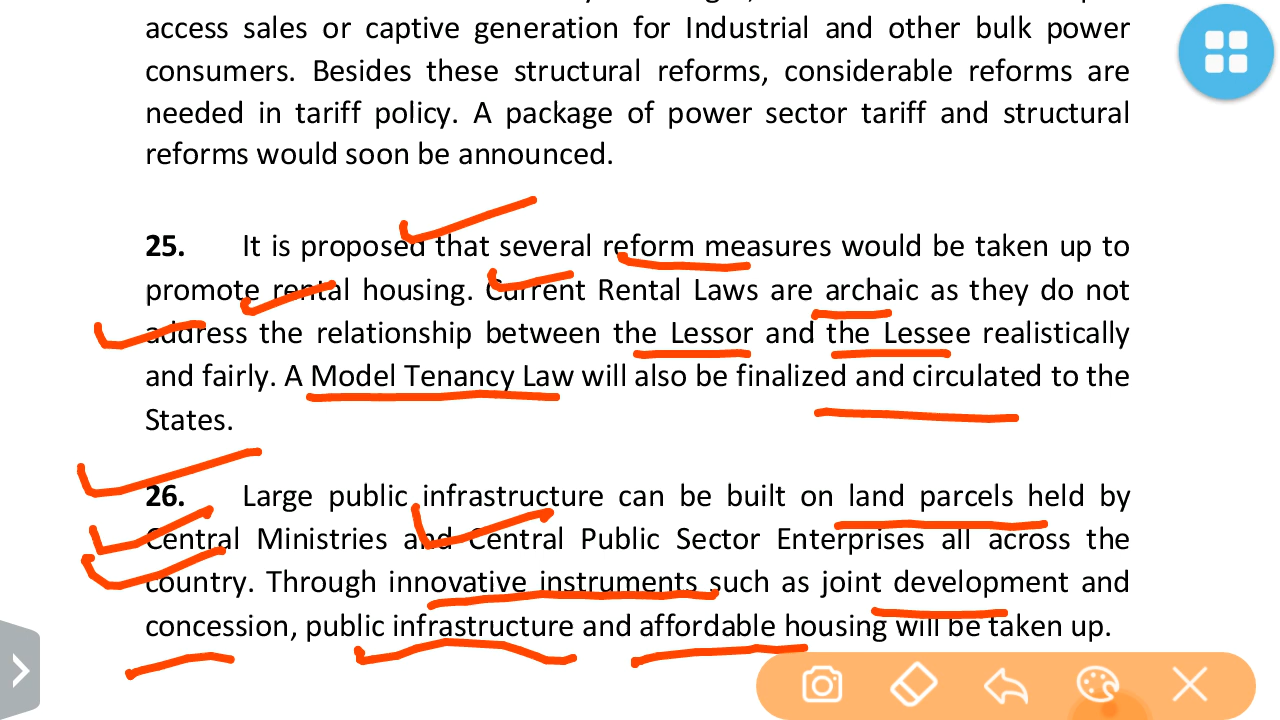 access sales or captive generation for Industrial and other bulk power
consumers. Besides these structural reforms, considerable reforms are
needed in tariff policy. A package of power sector tariff and structural
reforms would soon be announced.
25. It is proposed that several reform measures would be taken up to
promote rental housing. Current Rental Laws are archaic as they do not
address the relationship between the Lessor and the Lessee realistically
and fairly. A Model Tenancy Law will also be finalized and circulated to the
States.
26. Large public infrastructure can be built on land parcels held by
Central Ministries and Central Public Sector Enterprises all across the
country. Through innovative instruments such as joint development and
concession, public infrastructure and affordable housing will be taken up.